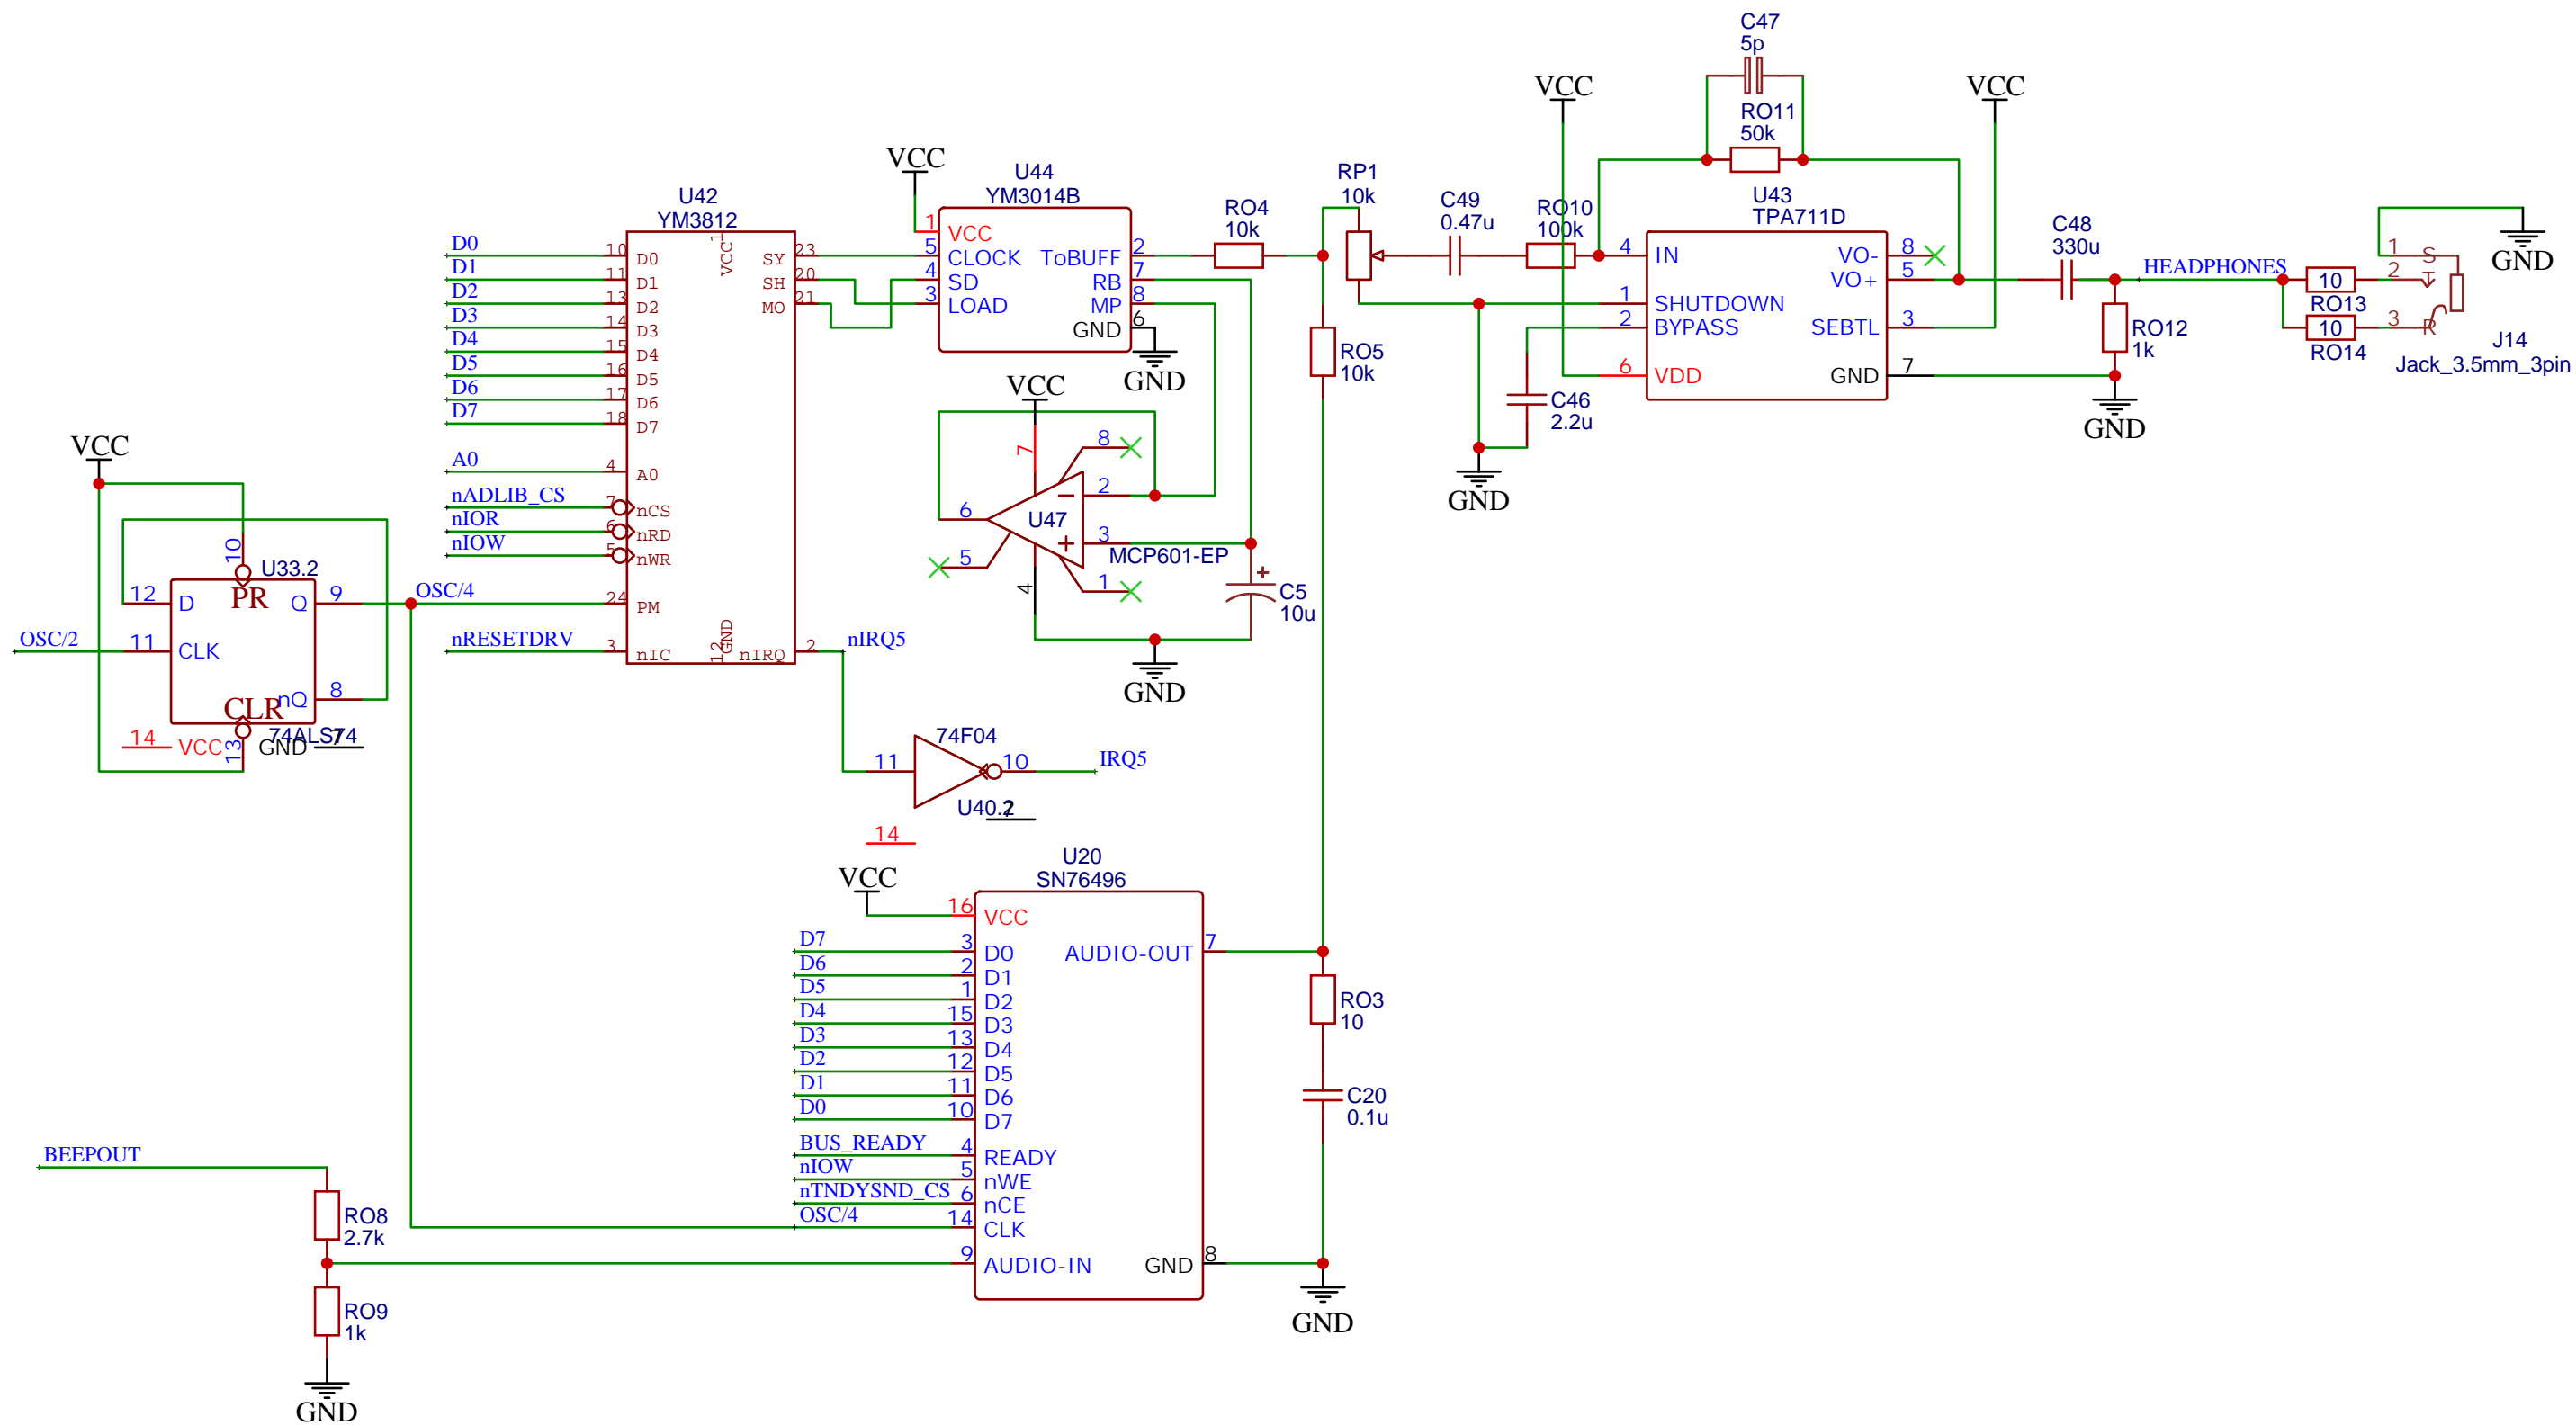 C47
5p
VCC
VCC
RO11
50k
VCC
U44
YM3014B
RP1
10k
U42
YM3812
RO4
10k
C49
0.47u
RO10
100k
U43
TPA711D
C48
330u
1
VCC
5
CLOCK
4
SD
3
LOAD
ToBUFF
2
RB
7
MP
8
GND
6
GND
D0
10
D0
D1
11
D1
D2
13
D2
D3
14
D3
D4
15
D4
D5
16
D5
D6
17
D6
D7
18
D7
A0
4
A0
nADLIB_CS
7
nCS
nIOR
6
nRD
nIOW
5
nWR
OSC/4
24
PM
nRESETDRV
3
nIC
VCC
1
SY
23
SH
20
MO
21
12
GND
nIRQ
2
nIRQ5
4
IN
1
SHUTDOWN
2
BYPASS
6
VDD
VO-
8
VO+
5
SEBTL
3
GND
7
HEADPHONES
10
RO13
10
RO14
1
S
2
T
3
R
GND
J14
Jack_3.5mm_3pin
RO12
1k
GND
RO5
10k
C46
2.2u
GND
VCC
7
8
2
6
U47
3
MCP601-EP
5
1
4
C5
10u
+
GND
VCC
10
U33.2
12
D
PR
Q
9
OSC/2
11
CLK
CLR
nQ
8
74ALS74
14
VCC
13
GND
7
74F04
11
10
IRQ5
U40.2
7
14
U20
SN76496
VCC
16
VCC
D7
3
D0
D6
2
D1
D5
1
D2
D4
15
D3
D3
13
D4
D2
12
D5
D1
11
D6
D0
10
D7
BUS_READY
4
READY
nIOW
5
nWE
nTNDYSND_CS
6
nCE
OSC/4
14
CLK
9
AUDIO-IN
AUDIO-OUT
7
GND
8
RO3
10
C20
0.1u
GND
BEEPOUT
RO8
2.7k
RO9
1k
GND